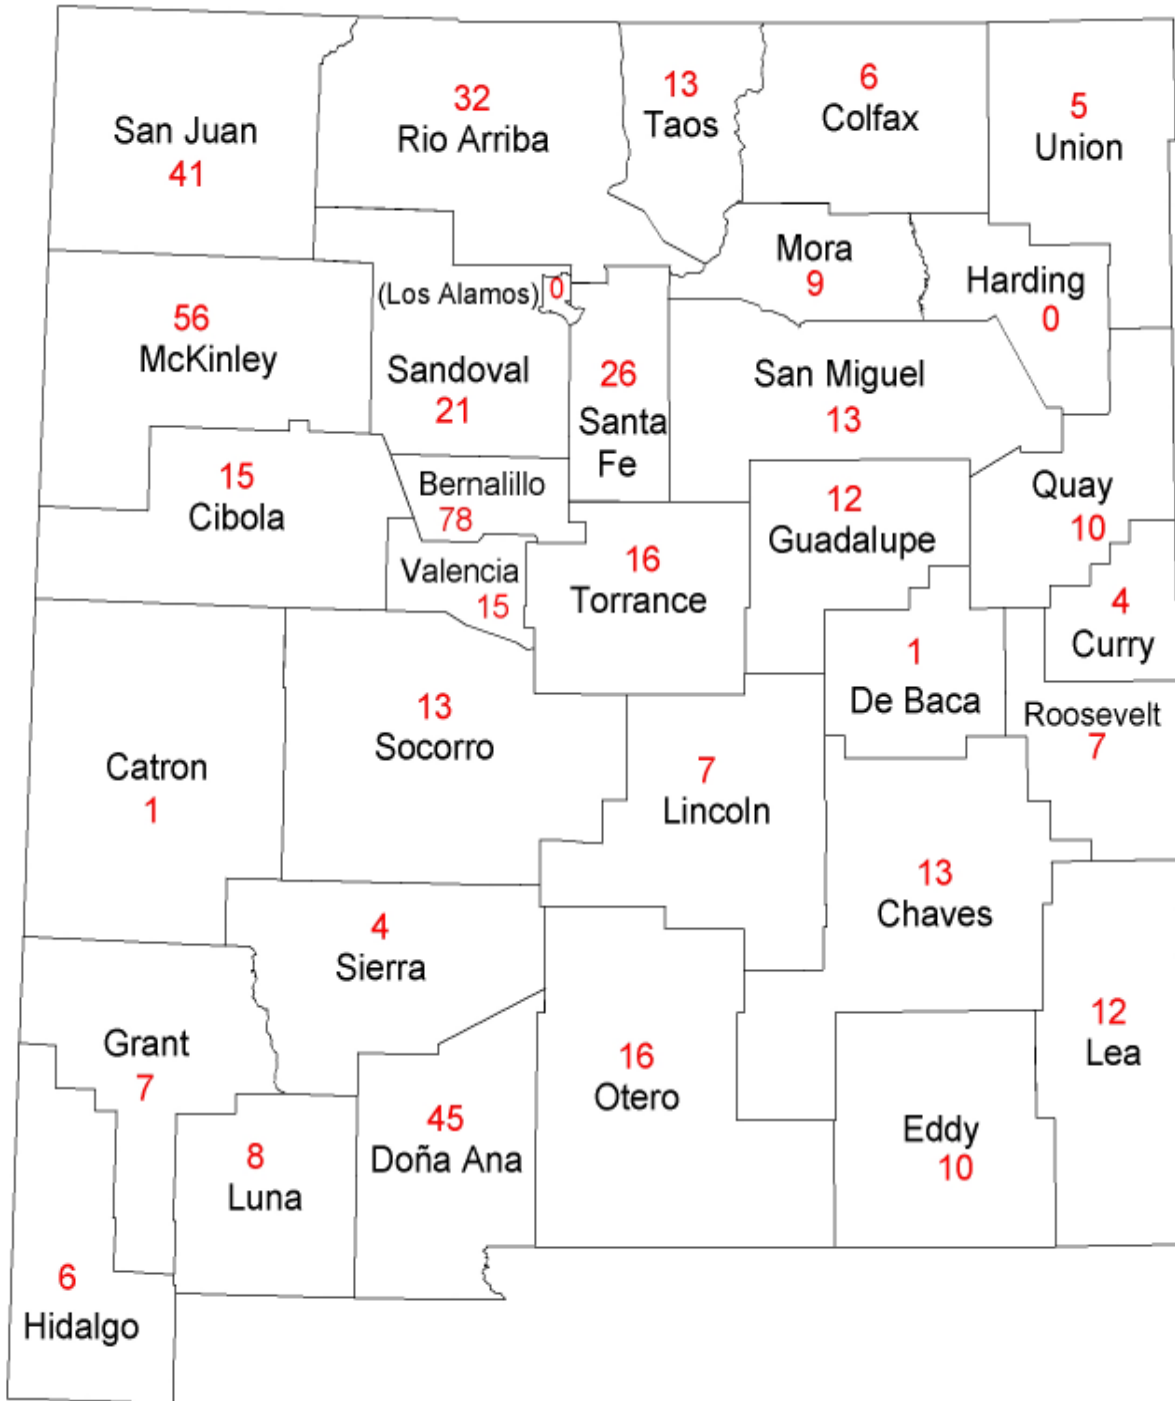 San Juan
41
32
Rio Arriba
13
Taos
6
Colfax
5
Union
Mora
9
Harding
0
(Los Alamos)
0
56
McKinley
Sandoval
21
26
Santa
Fe
San Miguel
13
15
Cibola
Bernalillo
78
12
Guadalupe
Quay
10
Valencia
15
16
Torrance
4
Curry
1
De Baca
Roosevelt
7
13
Socorro
Catron
1
7
Lincoln
13
Chaves
4
Sierra
Grant
7
16
Otero
12
Lea
8
Luna
45
Doña Ana
Eddy
10
6
Hidalgo